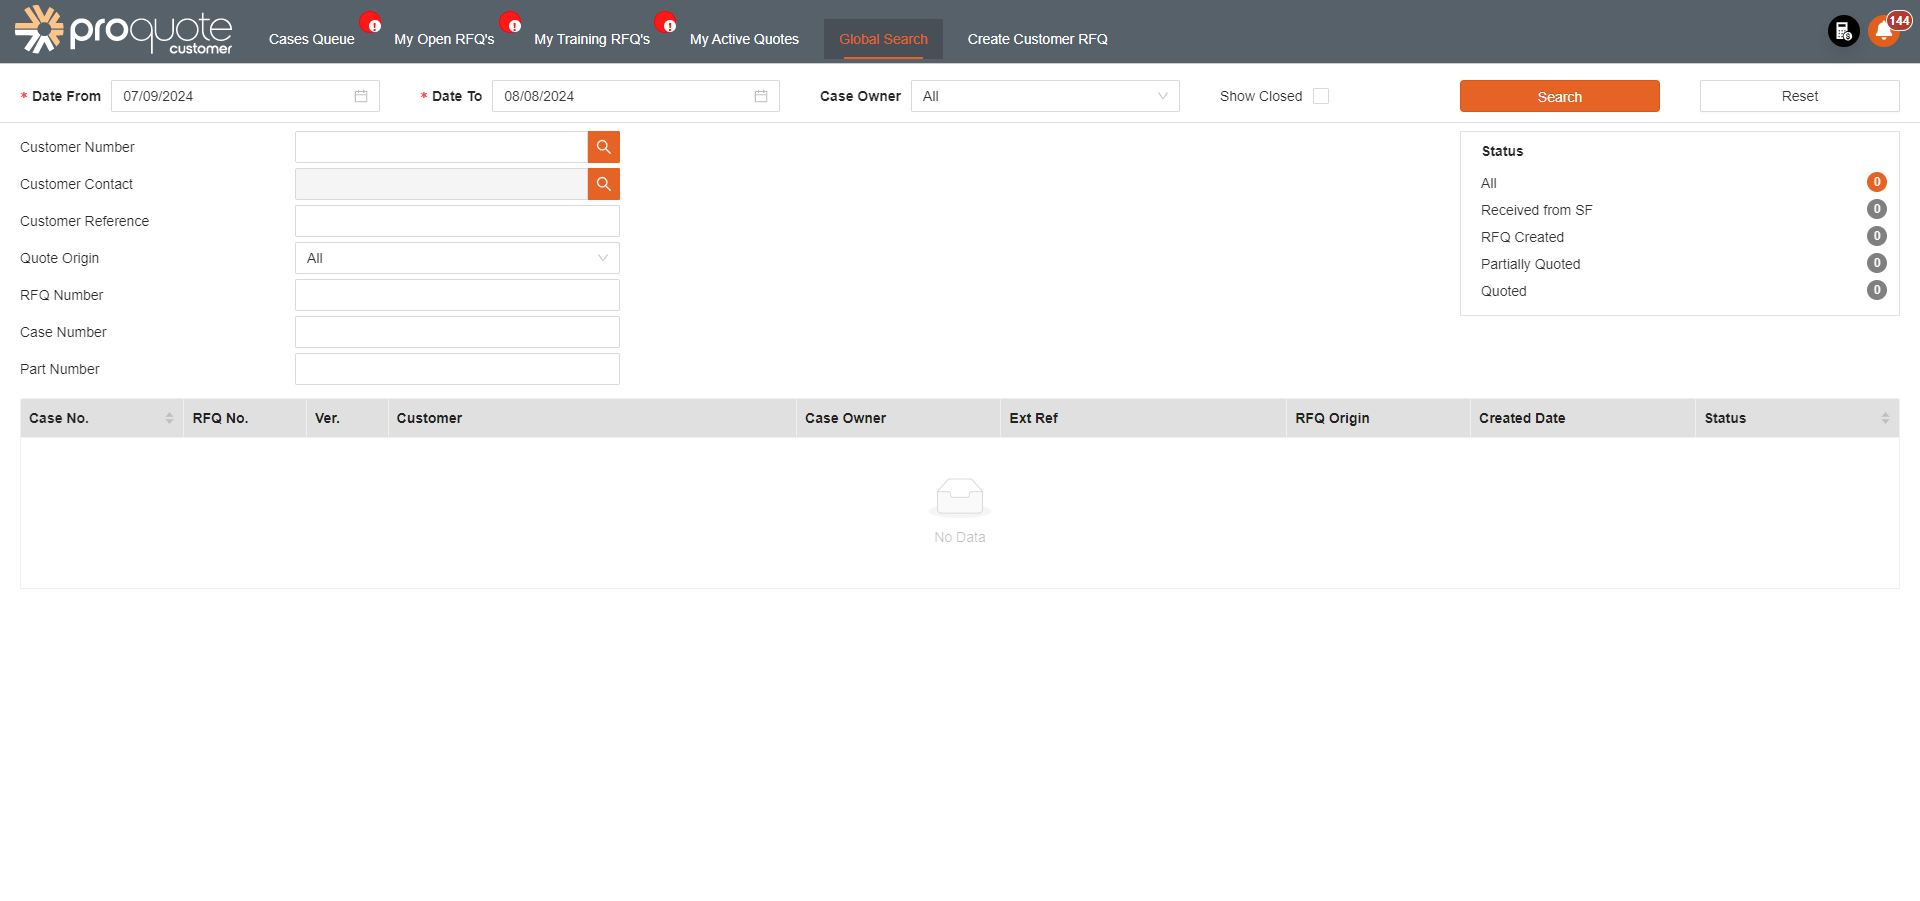 proquote
customer
Cases Queue
My Open RFQ's
My Training RFQ's
My Active Quotes
Global Search
Create Customer RFQ
144
* Date From 07/09/2024
* Date To 08/08/2024
Case Owner All
Show Closed
Search
Reset
Customer Number
Customer Contact
Customer Reference
Quote Origin All
RFQ Number
Case Number
Part Number
Status
All 0
Received from SF 0
RFQ Created 0
Partially Quoted 0
Quoted 0
Case No. RFQ No. Ver. Customer Case Owner Ext Ref RFQ Origin Created Date Status
No Data